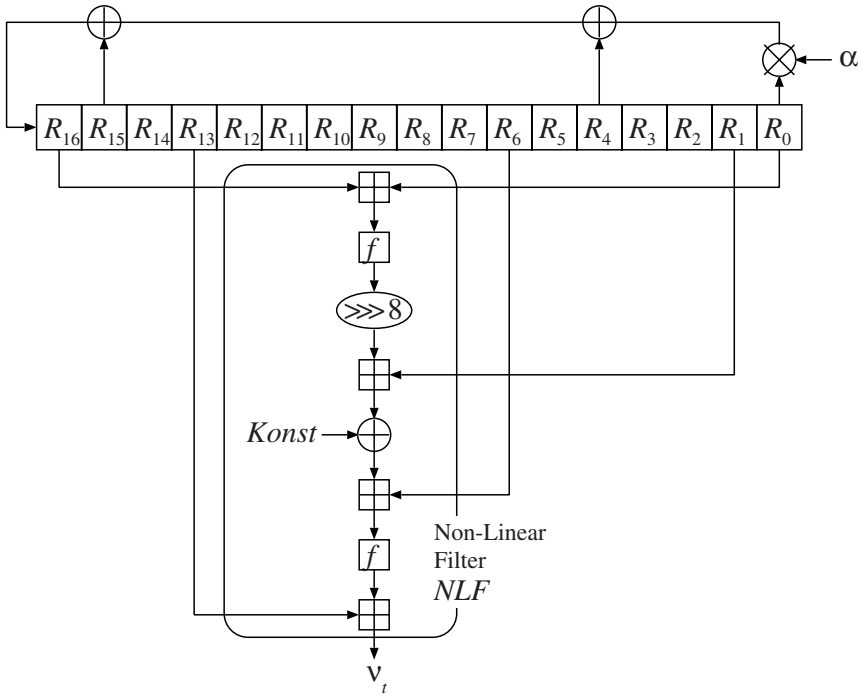 α
R₁₆ R₁₅ R₁₄ R₁₃ R₁₂ R₁₁ R₁₀ R₉ R₈ R₇ R₆ R₅ R₄ R₃ R₂ R₁ R₀
f
>>>8
Konst
Non-Linear
Filter
NLF
f
νₜ